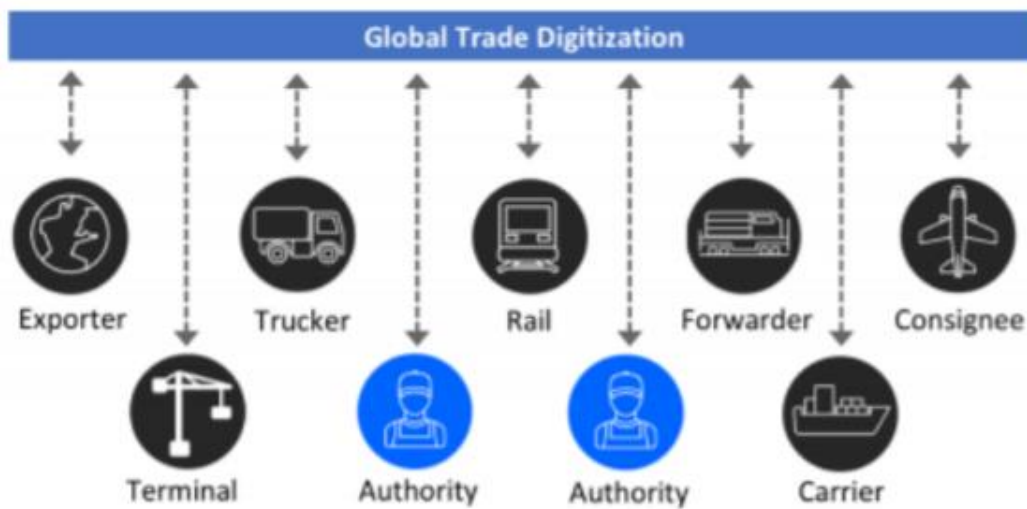 Global Trade Digitization
Exporter
Trucker
Rail
Forwarder
Consignee
Terminal
Authority
Authority
Carrier